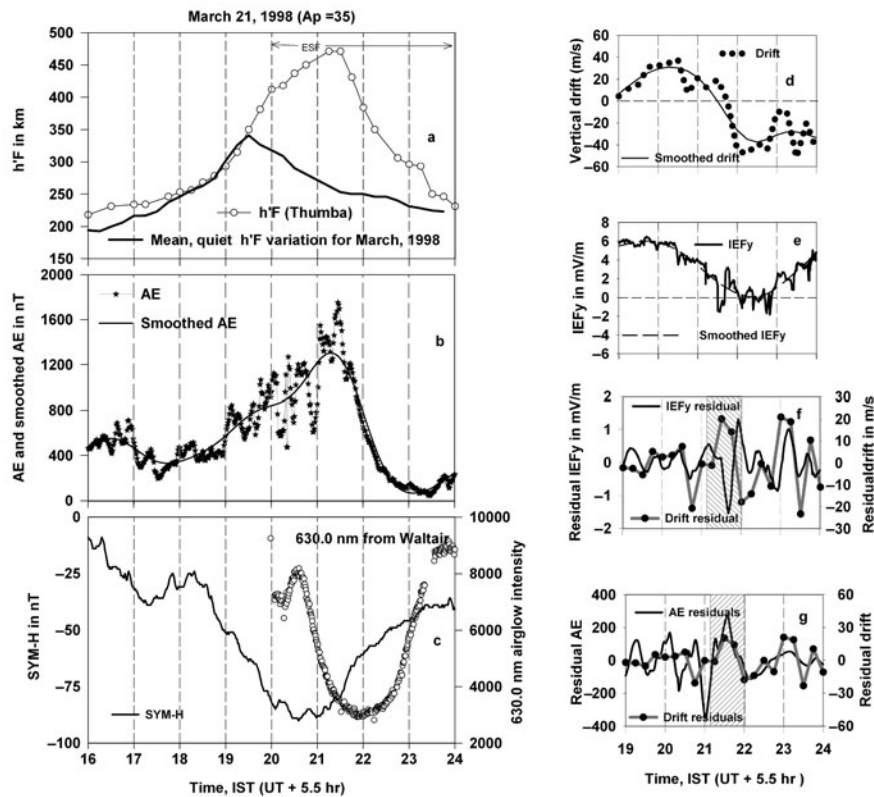 March 21, 1998 (Ap =35)
500
450
400
350
300
250
200
150
h'F in km
ESF
a
h'F (Thumba)
Mean, quiet h'F variation for March, 1998
2000
1600
1200
800
400
0
AE and smoothed AE in nT
AE
Smoothed AE
b
0
−25
−50
−75
−100
SYM-H in nT
630.0 nm from Waltair
c
SYM-H
10000
8000
6000
4000
2000
630.0 nm airglow intensity
16 17 18 19 20 21 22 23 24
Time, IST (UT + 5.5 hr )
60
40
20
0
−20
−40
−60
Vertical drift (m/s)
Drift
d
Smoothed drift
8
6
4
2
0
−2
−4
−6
IEFy in mV/m
IEFy
e
Smoothed IEFy
2
1
0
−1
−2
Residual IEFy in mV/m
IEFy residual
f
Drift residual
30
20
10
0
−10
−20
−30
Residualdrift in m/s
400
200
0
−200
−400
Residual AE
AE residuals
g
Drift residuals
60
30
0
−30
−60
Residual drift
19 20 21 22 23 24
Time, IST (UT + 5.5 hr )